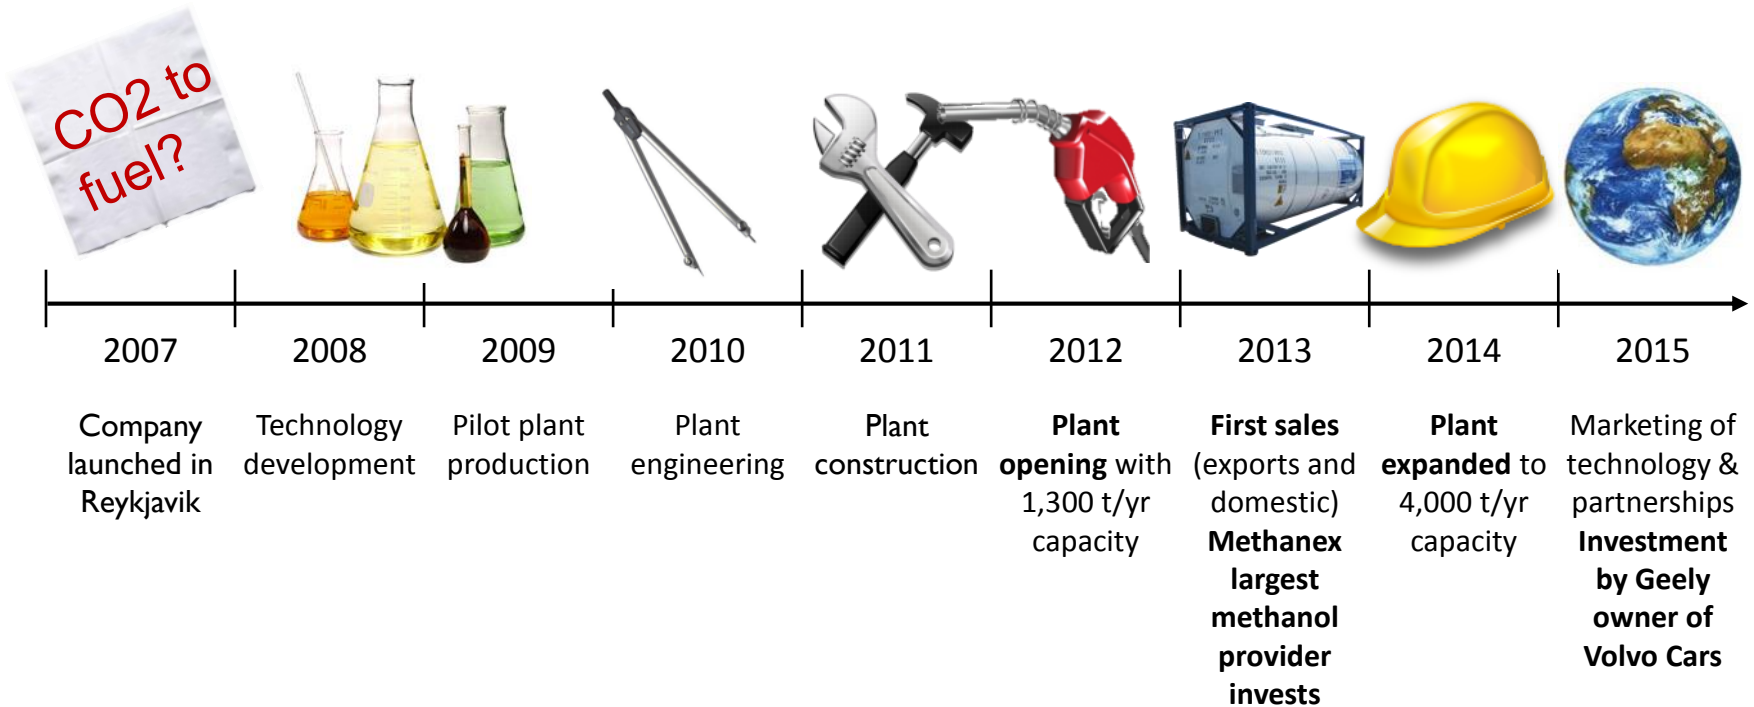 CO2 to
fuel?
2007
2008
2009
2010
2011
2012
2013
2014
2015
Company
launched in
Reykjavik
Technology
development
Pilot plant
production
Plant
engineering
Plant
construction
Plant
opening with
1,300 t/yr
capacity
First sales
(exports and
domestic)
Methanex
largest
methanol
provider
invests
Plant
expanded to
4,000 t/yr
capacity
Marketing of
technology &
partnerships
Investment
by Geely
owner of
Volvo Cars